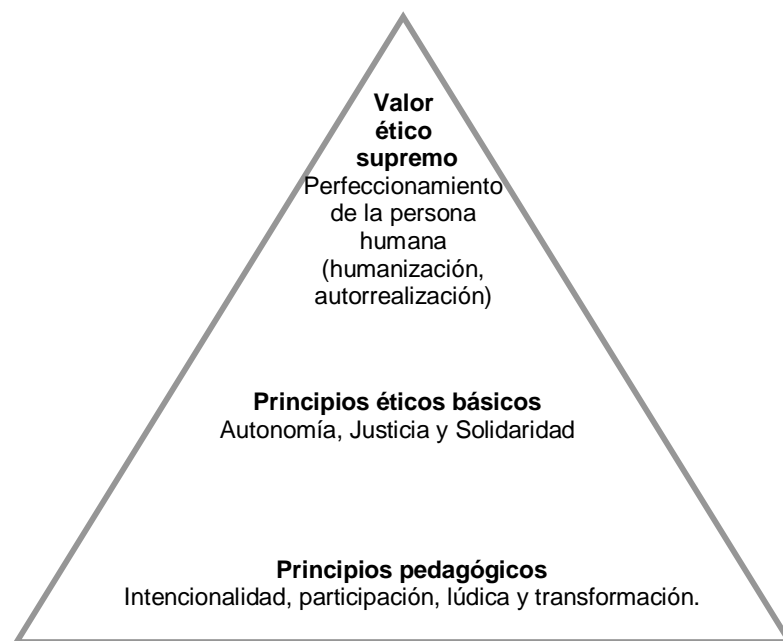 Valor
ético
supremo
Perfeccionamiento
de la persona
humana
(humanización,
autorrealización)
Principios éticos básicos
Autonomía, Justicia y Solidaridad
Principios pedagógicos
Intencionalidad, participación, lúdica y transformación.